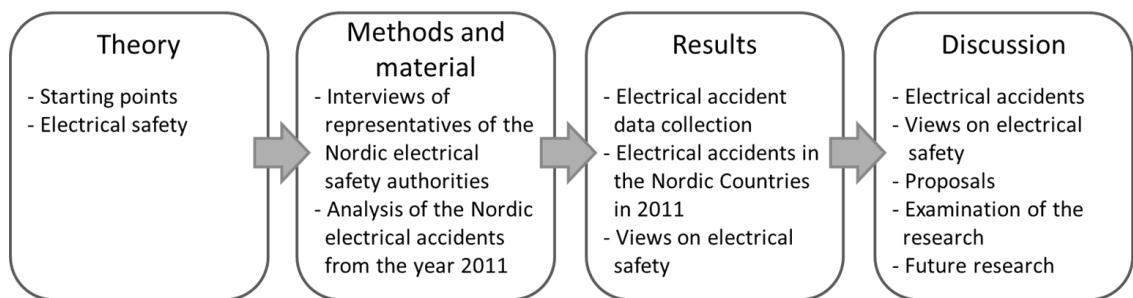 Theory
- Starting points
- Electrical safety
Methods and
material
- Interviews of
representatives of the
Nordic electrical
safety authorities
- Analysis of the Nordic
electrical accidents
from the year 2011
Results
- Electrical accident
data collection
- Electrical accidents in
the Nordic Countries
in 2011
- Views on electrical
safety
Discussion
- Electrical accidents
- Views on electrical
safety
- Proposals
- Examination of the
research
- Future research